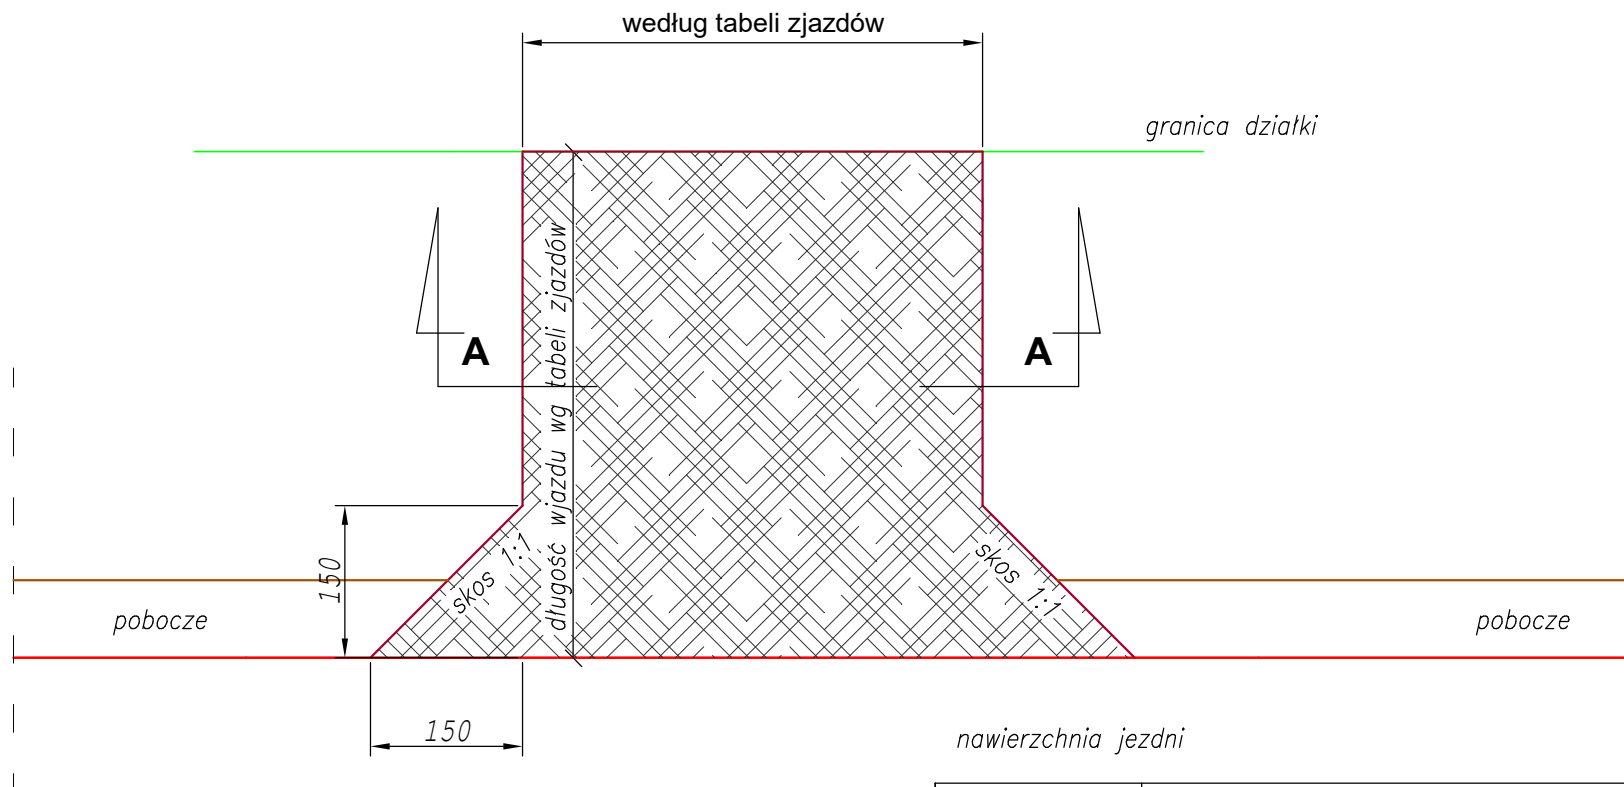 według tabeli zjazdów
granica działki
A
A
długość wjazdu wg tabeli zjazdów
150
skos 1:1
skos 1:1
pobocze
pobocze
150
nawierzchnia jezdni